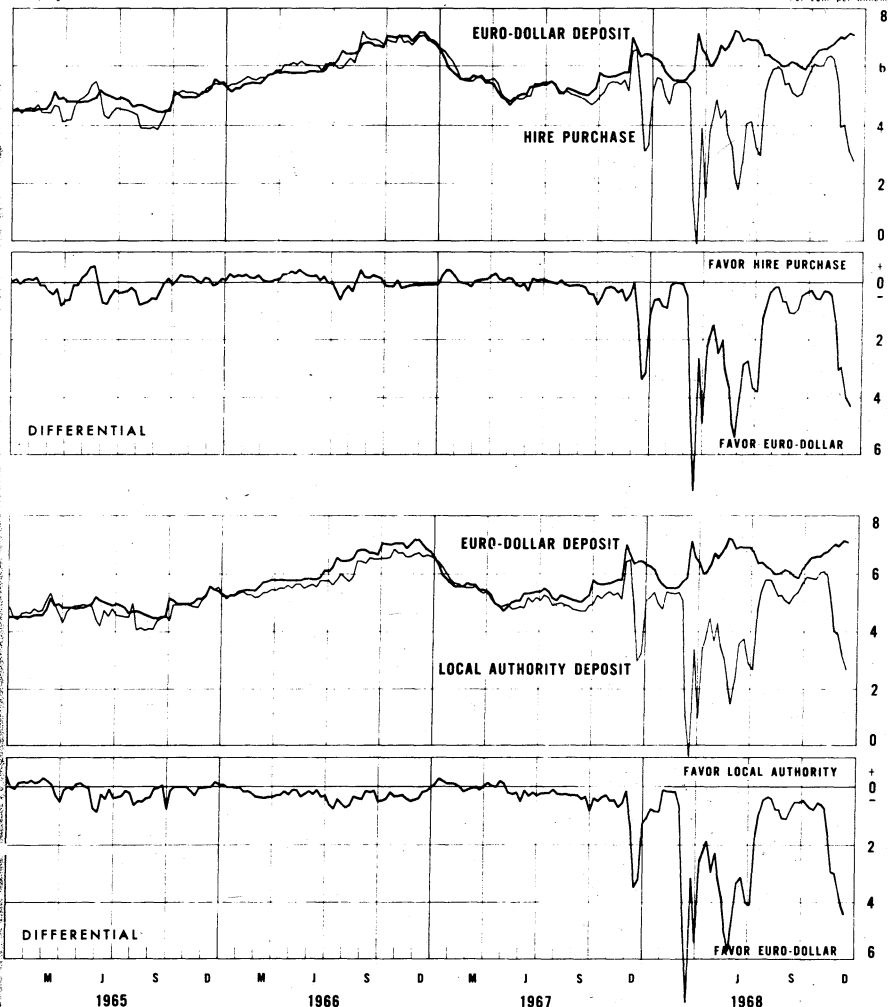 8
EURO-DOLLAR DEPOSIT
6
4
HIRE PURCHASE
2
0
FAVOR HIRE PURCHASE
+
0
−
2
4
DIFFERENTIAL
FAVOR EURO-DOLLAR
6
8
EURO-DOLLAR DEPOSIT
6
4
LOCAL AUTHORITY DEPOSIT
2
0
FAVOR LOCAL AUTHORITY
+
0
−
2
4
DIFFERENTIAL
FAVOR EURO-DOLLAR
6
M J S D M J S D M J S D J S D
1965 1966 1967 1968